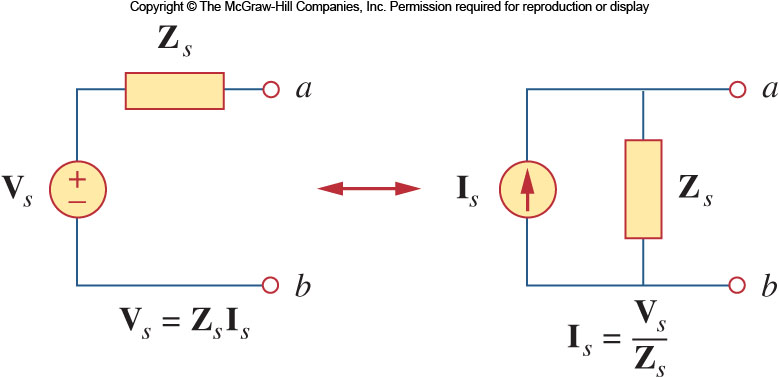 Copyright © The McGraw-Hill Companies, Inc. Permission required for reproduction or display
Zs
a
Vs
+
−
b
Vs = ZsIs
a
Is
Zs
b
Is = Vs/Zs